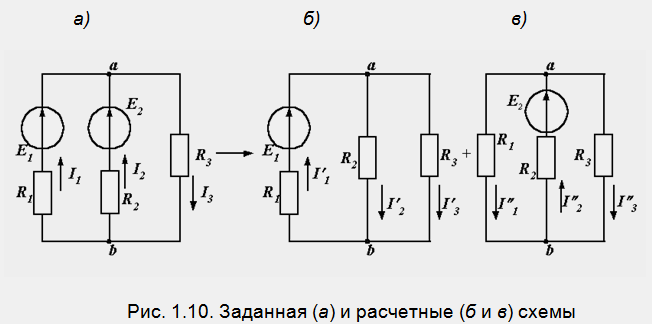 а) б) в)
a a a
E₁ E₂ E₁ E₂
R₁ I₁ I₂ R₂ R₃ I₃
R₁ I′₁ R₂ I′₂ R₃ I′₃ +
R₁ I″₁ R₂ I″₂ R₃ I″₃
b b b
Рис. 1.10. Заданная (а) и расчетные (б и в) схемы